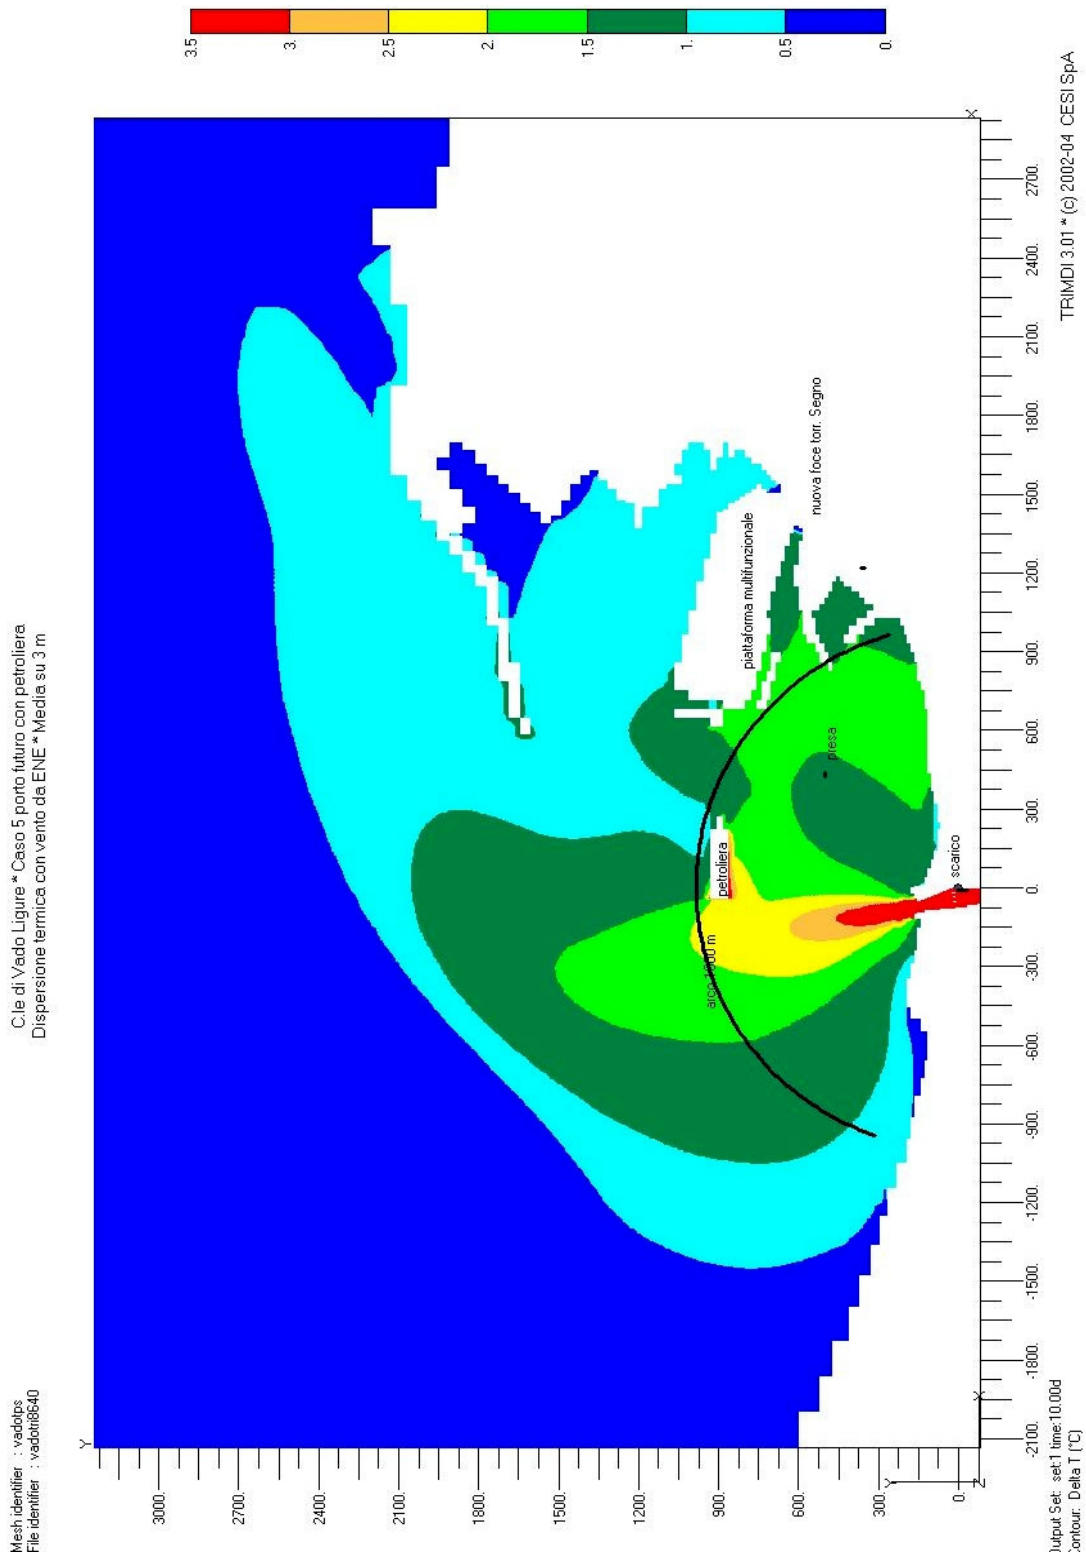 Mesh identifier : vadotps
File identifier : vadotri8640
C.le di Vado Ligure * Caso 5 porto futuro con petroliera
Dispersione termica con vento da ENE * Media su 3 m
3.5
3.
2.5
2.
1.5
1.
0.5
0.
Y
3000.
2700.
2400.
2100.
1800.
1500.
1200.
900.
600.
300.
0.
arco 1000 m
petroliera
piattaforma multifunzionale
nuova foce torr. Segno
presa
scarico
Y
X
Z
-2100.
-1800.
-1500.
-1200.
-900.
-600.
-300.
0.
300.
600.
900.
1200.
1500.
1800.
2100.
2400.
2700.
X
Output Set: set:1 time:10.00d
Contour: Delta T (°C)
TRIMDI 3.01 * (c) 2002-04 CESI SpA